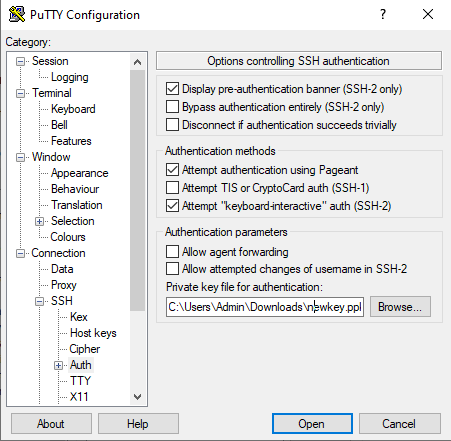 PuTTY Configuration
?
Category:
Session
Logging
Terminal
Keyboard
Bell
Features
Window
Appearance
Behaviour
Translation
Selection
Colours
Connection
Data
Proxy
SSH
Kex
Host keys
Cipher
Auth
TTY
X11
Options controlling SSH authentication
Display pre-authentication banner (SSH-2 only)
Bypass authentication entirely (SSH-2 only)
Disconnect if authentication succeeds trivially
Authentication methods
Attempt authentication using Pageant
Attempt TIS or CryptoCard auth (SSH-1)
Attempt "keyboard-interactive" auth (SSH-2)
Authentication parameters
Allow agent forwarding
Allow attempted changes of username in SSH-2
Private key file for authentication:
C:\Users\Admin\Downloads\newkey.ppl
Browse...
About
Help
Open
Cancel